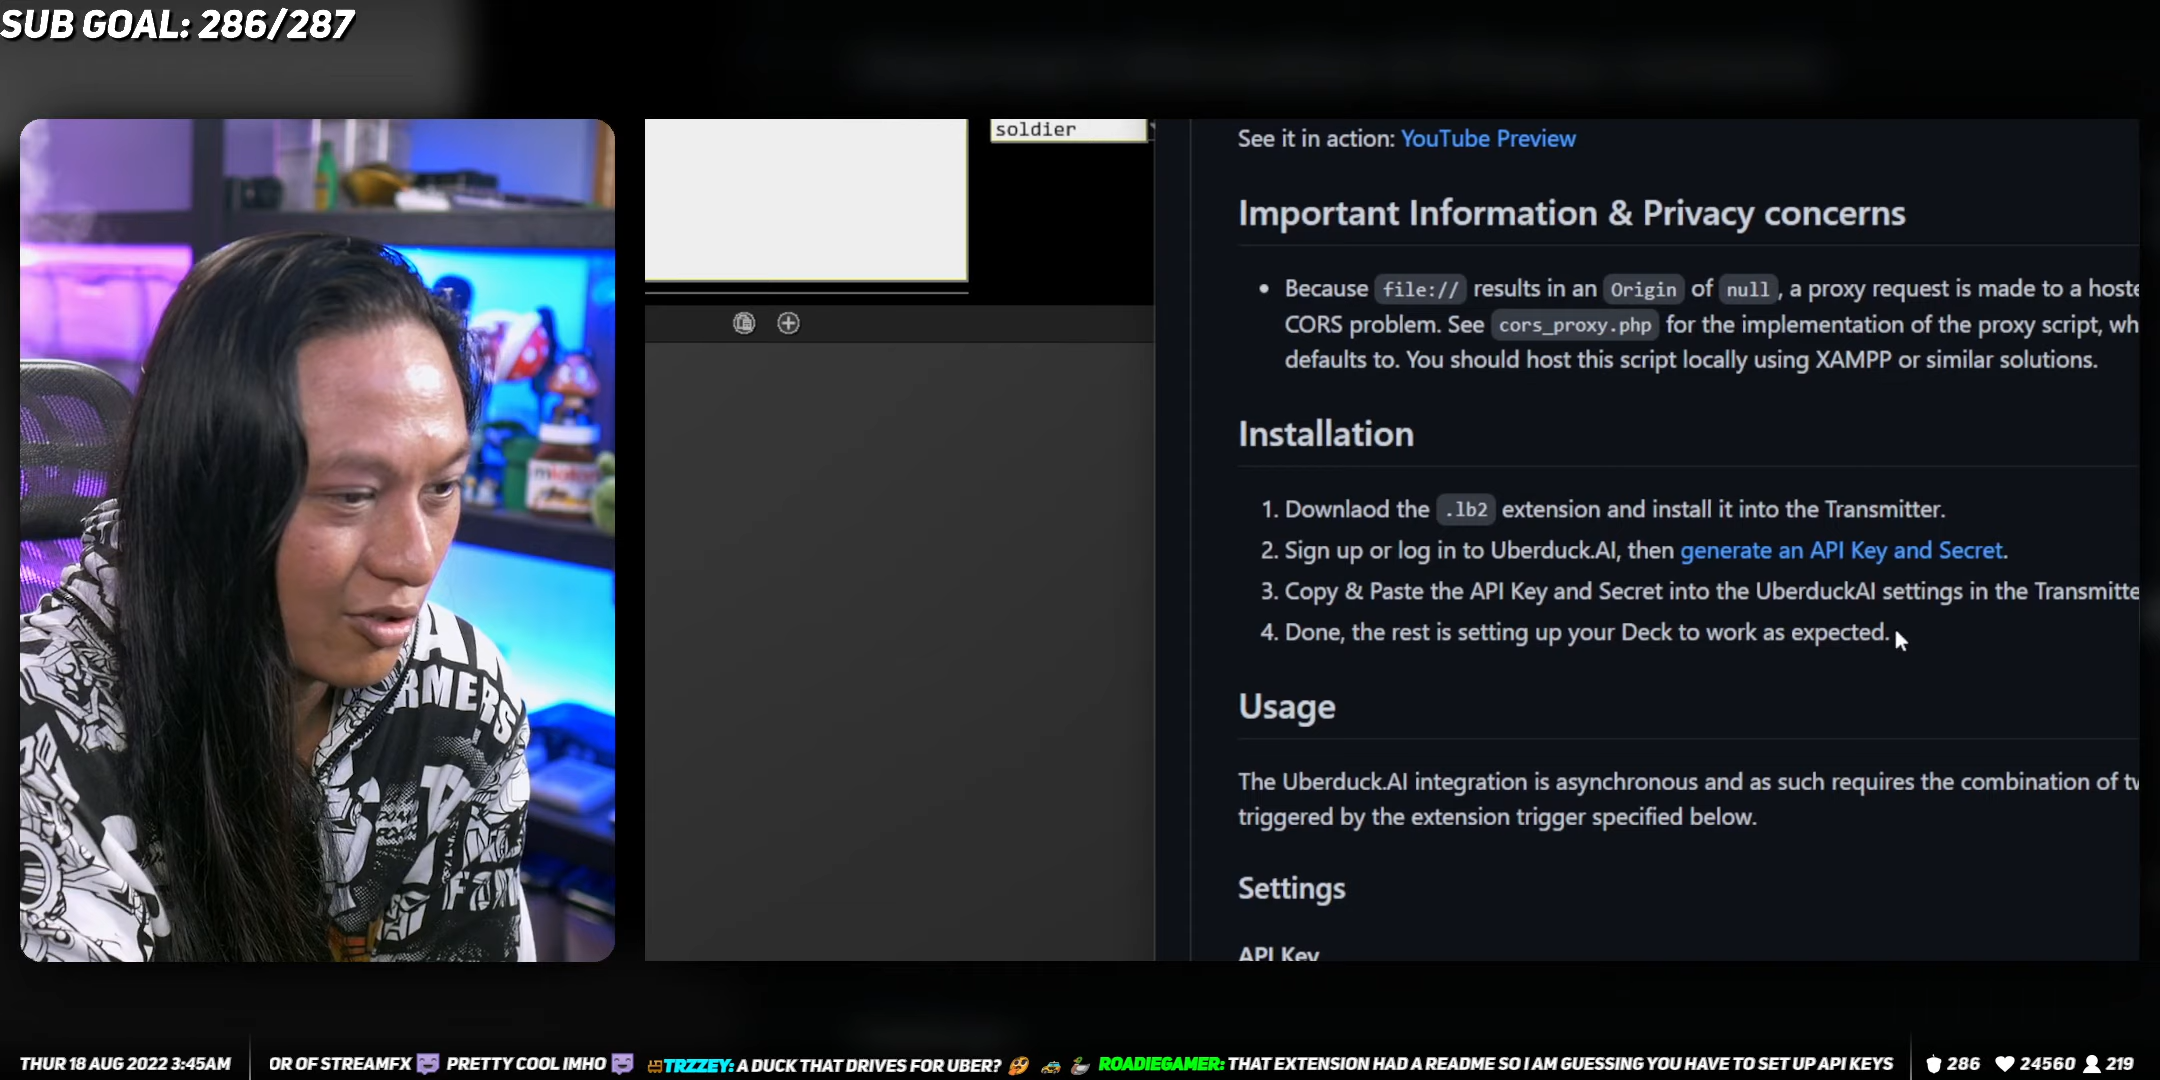 SUB GOAL: 286/287
soldier
See it in action: YouTube Preview
Important Information & Privacy concerns
Because file:// results in an Origin of null, a proxy request is made to a hoste
CORS problem. See cors_proxy.php for the implementation of the proxy script, wh
defaults to. You should host this script locally using XAMPP or similar solutions.
Installation
1. Downlaod the .lb2 extension and install it into the Transmitter.
2. Sign up or log in to Uberduck.AI, then generate an API Key and Secret.
3. Copy & Paste the API Key and Secret into the UberduckAI settings in the Transmitte
4. Done, the rest is setting up your Deck to work as expected.
Usage
The Uberduck.AI integration is asynchronous and as such requires the combination of tw
triggered by the extension trigger specified below.
Settings
API Key
RMERS
THUR 18 AUG 2022 3:45AM
OR OF STREAMFX PRETTY COOL IMHO TRZZEY: A DUCK THAT DRIVES FOR UBER? ROADIEGAMER: THAT EXTENSION HAD A README SO I AM GUESSING YOU HAVE TO SET UP API KEYS
286 24560 219